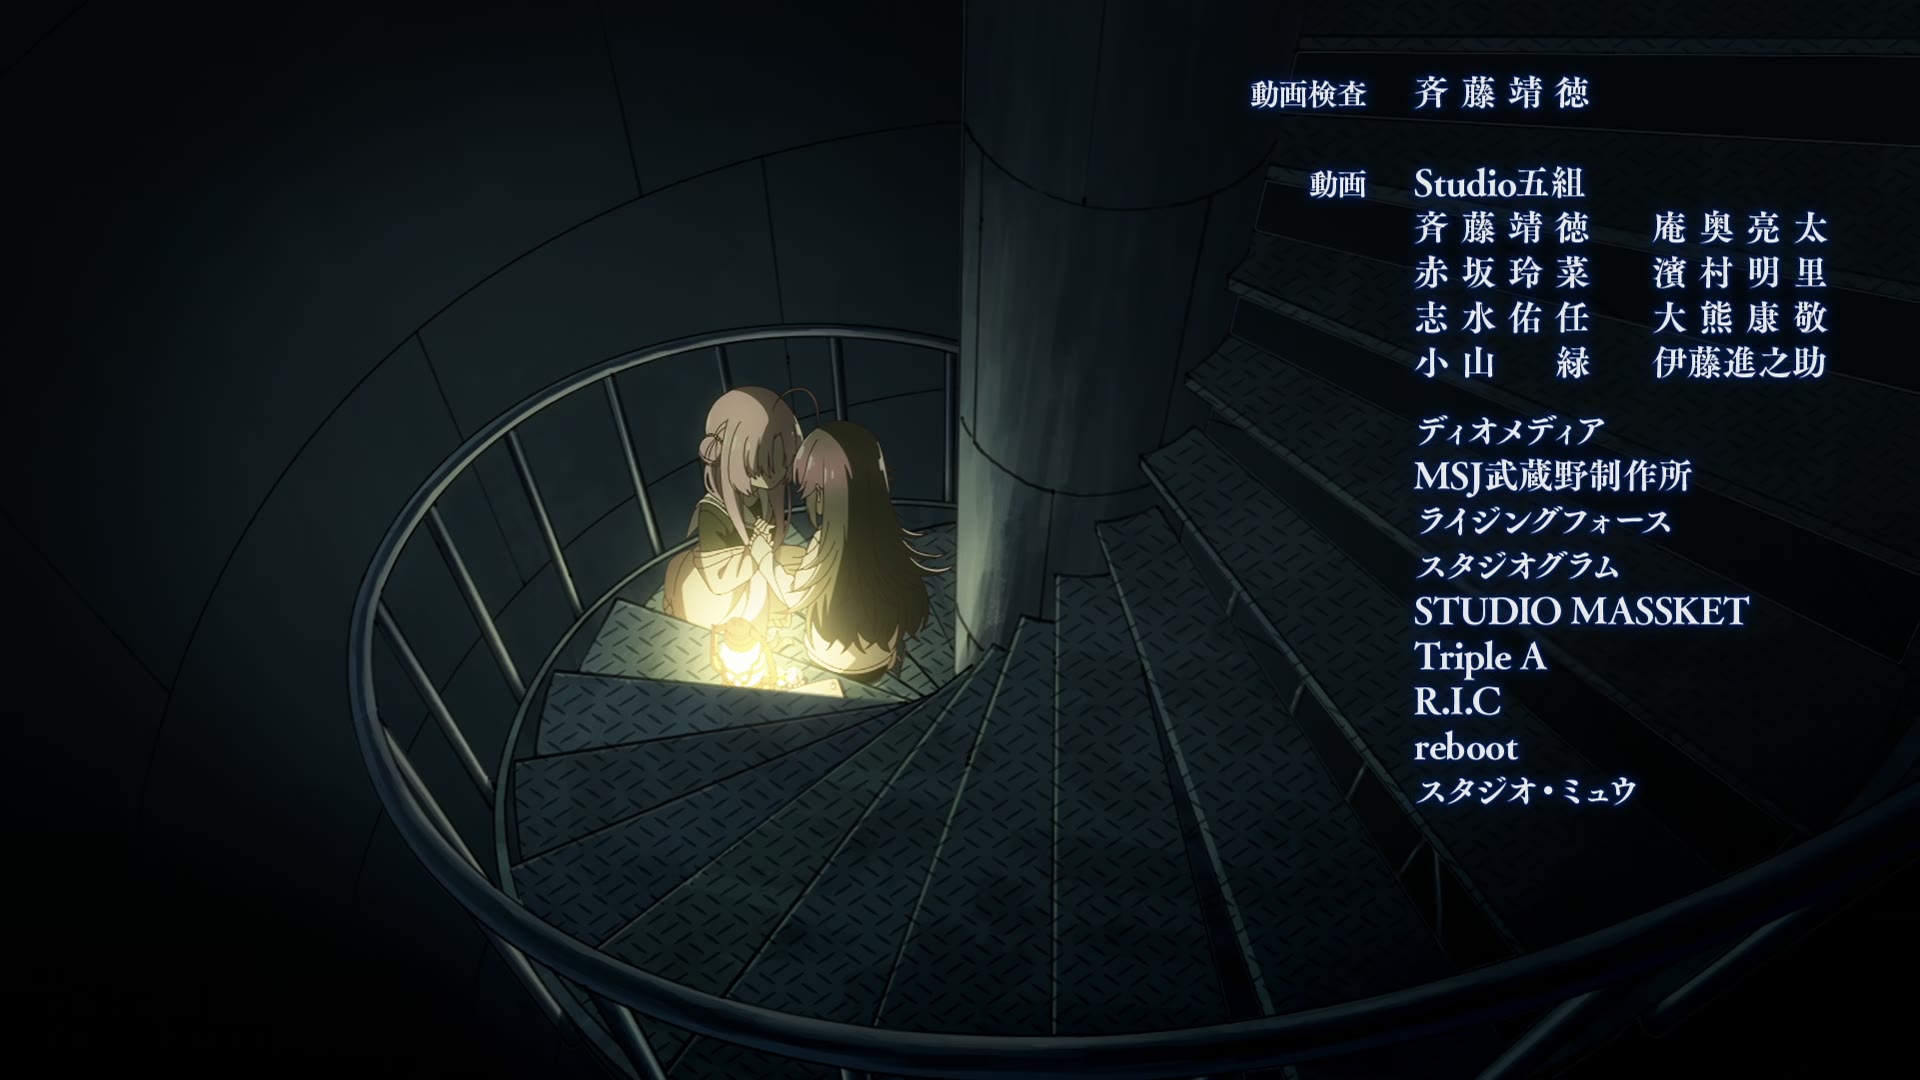 動画検査 斉藤靖徳
動画 Studio五組
斉藤靖徳 庵奥亮太
赤坂玲菜 濱村明里
志水佑任 大熊康敬
小山 緑 伊藤進之助
ディオメディア
MSJ武蔵野制作所
ライジングフォース
スタジオグラム
STUDIO MASSKET
Triple A
R.I.C
reboot
スタジオ・ミュウ